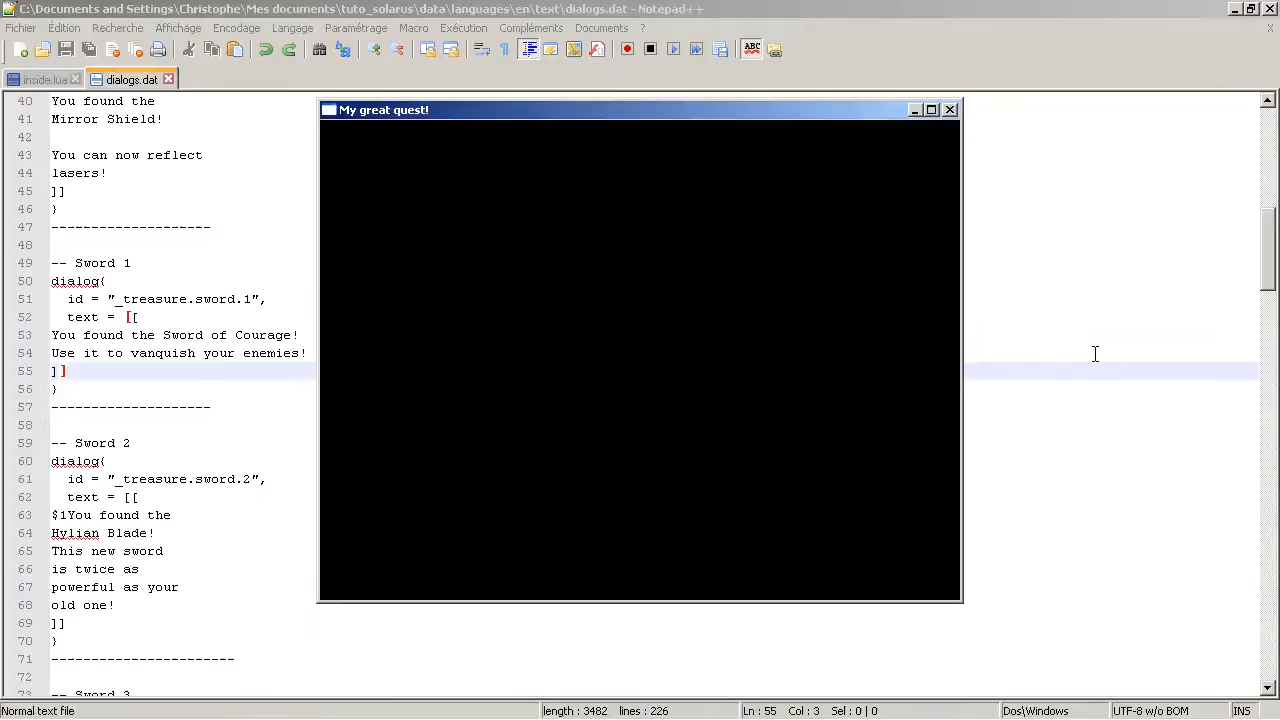 C:\Documents and Settings\Christophe\Mes documents\tuto_solarus\data\languages\en\text\dialogs.dat - Notepad++
Fichier Édition Recherche Affichage Encodage Langage Paramétrage Macro Exécution Compléments Documents ? X
ABC
inside.lua dialogs.dat
My great quest!
40 You found the
41 Mirror Shield!
42
43 You can now reflect
44 lasers!
45 ]]
46 }
47 --------------------
48
49 -- Sword 1
50 dialog{
51 id = "_treasure.sword.1",
52 text = [[
53 You found the Sword of Courage!
54 Use it to vanquish your enemies!
55 ]]
56 }
57 --------------------
58
59 -- Sword 2
60 dialog{
61 id = "_treasure.sword.2",
62 text = [[
63 $1You found the
64 Hylian Blade!
65 This new sword
66 is twice as
67 powerful as your
68 old one!
69 ]]
70 }
71 -----------------------
72
73 -- Sword 3
Normal text file length : 3482 lines : 226 Ln : 55 Col : 3 Sel : 0 | 0 Dos\Windows UTF-8 w/o BOM INS